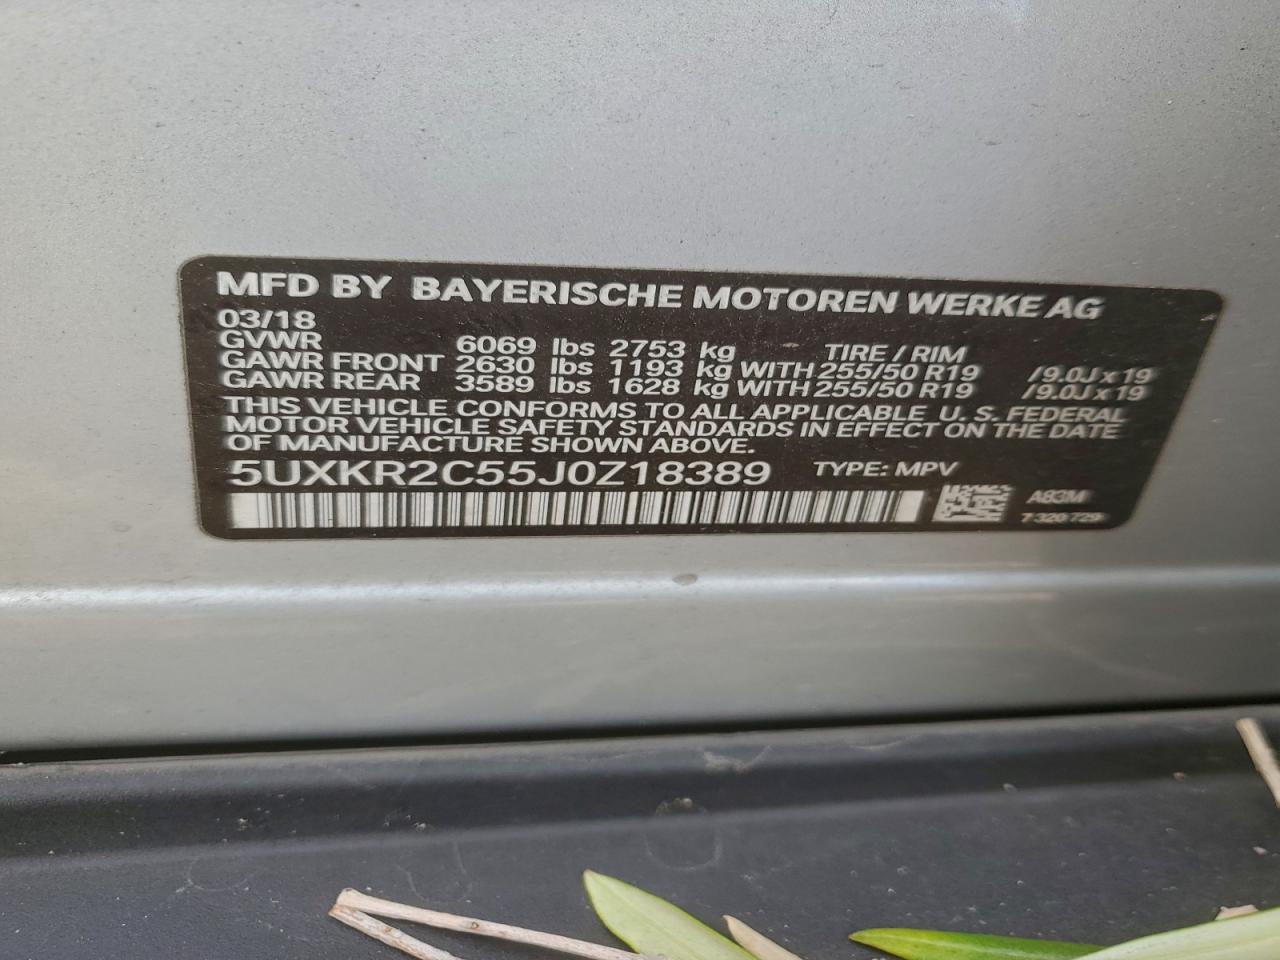 MFD BY BAYERISCHE MOTOREN WERKE AG
03/18
GVWR 6069 lbs 2753 kg TIRE / RIM
GAWR FRONT 2630 lbs 1193 kg WITH 255/50 R19 /9.0J x 19
GAWR REAR 3589 lbs 1628 kg WITH 255/50 R19 /9.0J x 19
THIS VEHICLE CONFORMS TO ALL APPLICABLE U. S. FEDERAL
MOTOR VEHICLE SAFETY STANDARDS IN EFFECT ON THE DATE
OF MANUFACTURE SHOWN ABOVE.
5UXKR2C55J0Z18389 TYPE: MPV
A83M
7 320 729